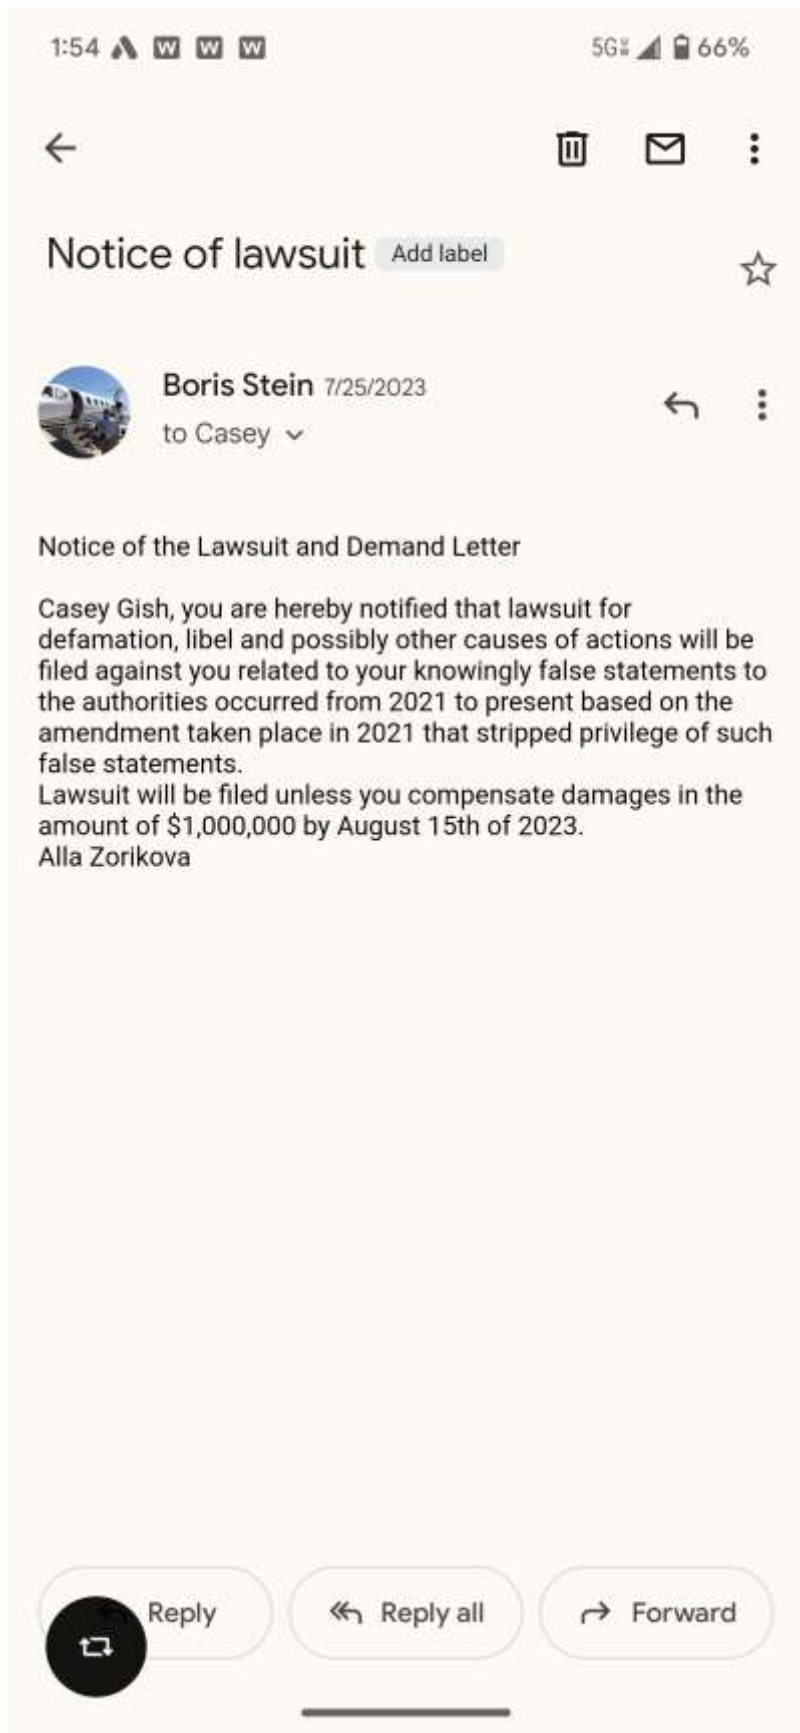 1:54 W W W 5G 66%
Notice of lawsuit Add label
Boris Stein 7/25/2023
to Casey
Notice of the Lawsuit and Demand Letter
Casey Gish, you are hereby notified that lawsuit for
defamation, libel and possibly other causes of actions will be
filed against you related to your knowingly false statements to
the authorities occurred from 2021 to present based on the
amendment taken place in 2021 that stripped privilege of such
false statements.
Lawsuit will be filed unless you compensate damages in the
amount of $1,000,000 by August 15th of 2023.
Alla Zorikova
Reply Reply all Forward